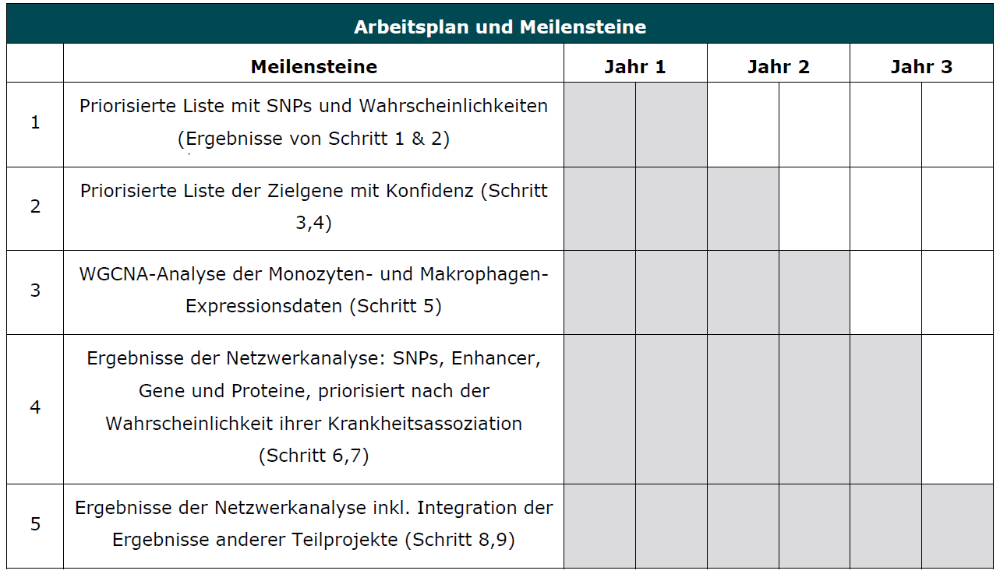 Arbeitsplan und Meilensteine
Meilensteine Jahr 1 Jahr 2 Jahr 3
1
Priorisierte Liste mit SNPs und Wahrscheinlichkeiten
(Ergebnisse von Schritt 1 & 2)
2
Priorisierte Liste der Zielgene mit Konfidenz (Schritt
3,4)
3
WGCNA-Analyse der Monozyten- und Makrophagen-
Expressionsdaten (Schritt 5)
4
Ergebnisse der Netzwerkanalyse: SNPs, Enhancer,
Gene und Proteine, priorisiert nach der
Wahrscheinlichkeit ihrer Krankheitsassoziation
(Schritt 6,7)
5
Ergebnisse der Netzwerkanalyse inkl. Integration der
Ergebnisse anderer Teilprojekte (Schritt 8,9)